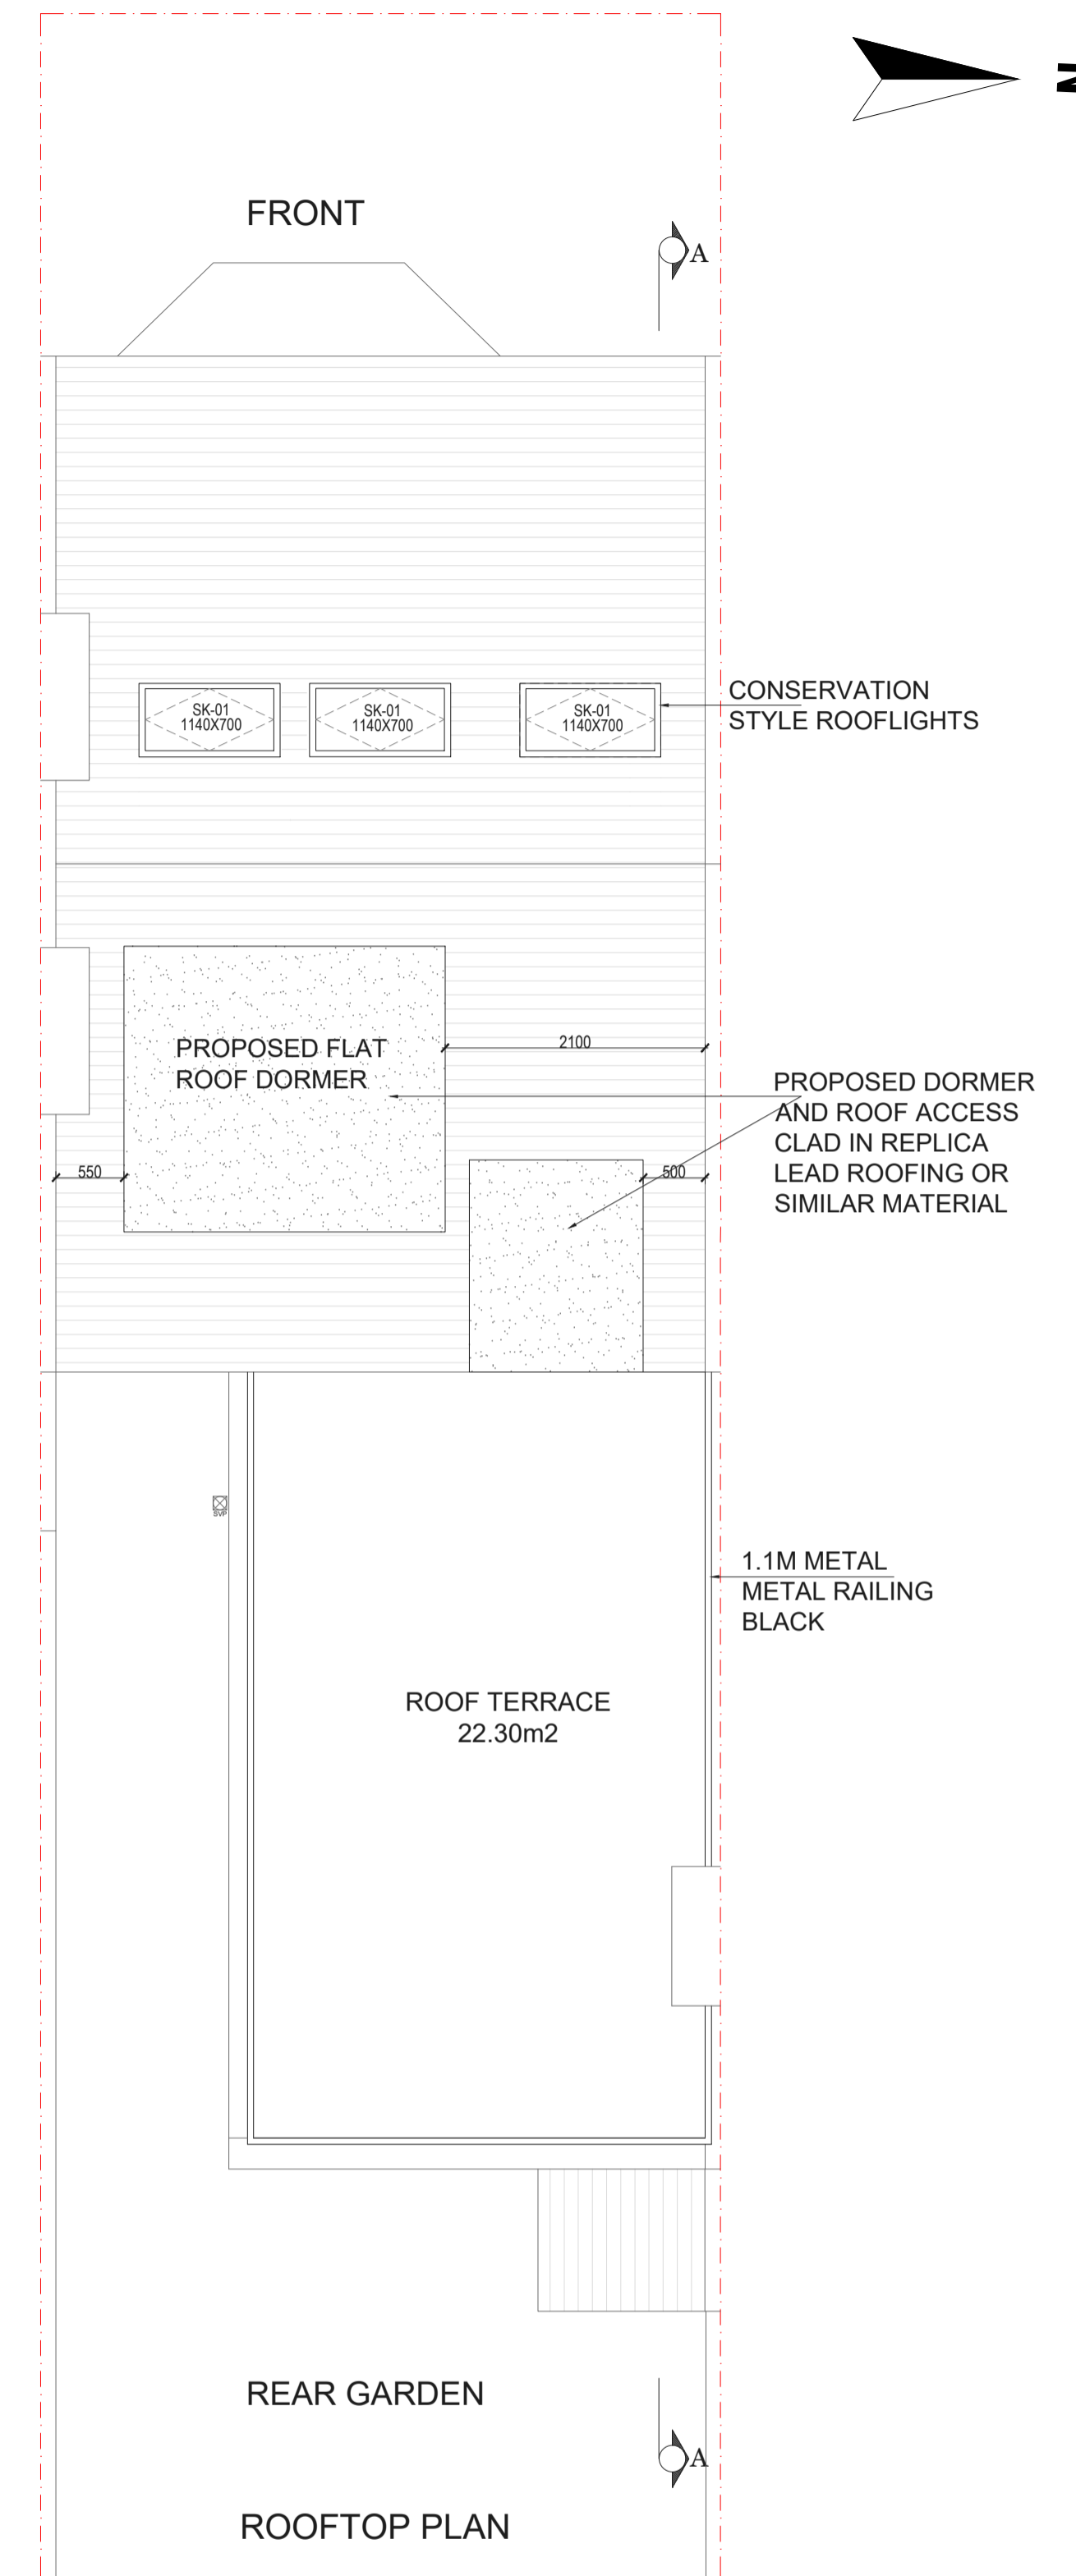 N
FRONT
A
SK-01
1140X700
SK-01
1140X700
SK-01
1140X700
CONSERVATION
STYLE ROOFLIGHTS
2100
PROPOSED FLAT
ROOF DORMER
PROPOSED DORMER
AND ROOF ACCESS
CLAD IN REPLICA
LEAD ROOFING OR
SIMILAR MATERIAL
550
500
SVP
1.1M METAL
METAL RAILING
BLACK
ROOF TERRACE
22.30m2
REAR GARDEN
A
ROOFTOP PLAN